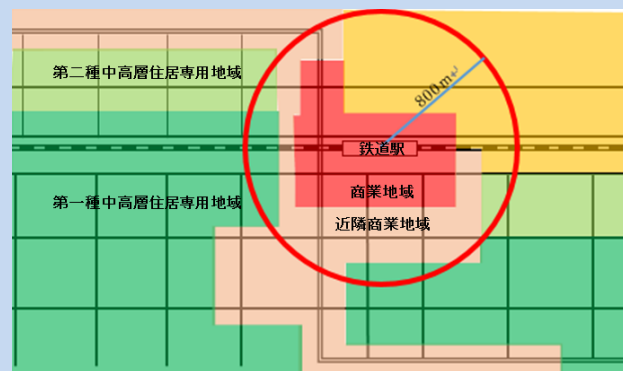 第二種中高層住居専用地域
800m
鉄道駅
商業地域
第一種中高層住居専用地域
近隣商業地域